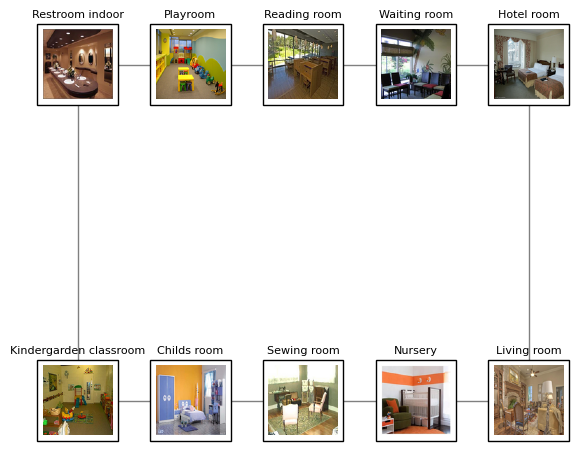 Restroom indoor
Playroom
Reading room
Waiting room
Hotel room
Kindergarden classroom
Childs room
Sewing room
Nursery
Living room